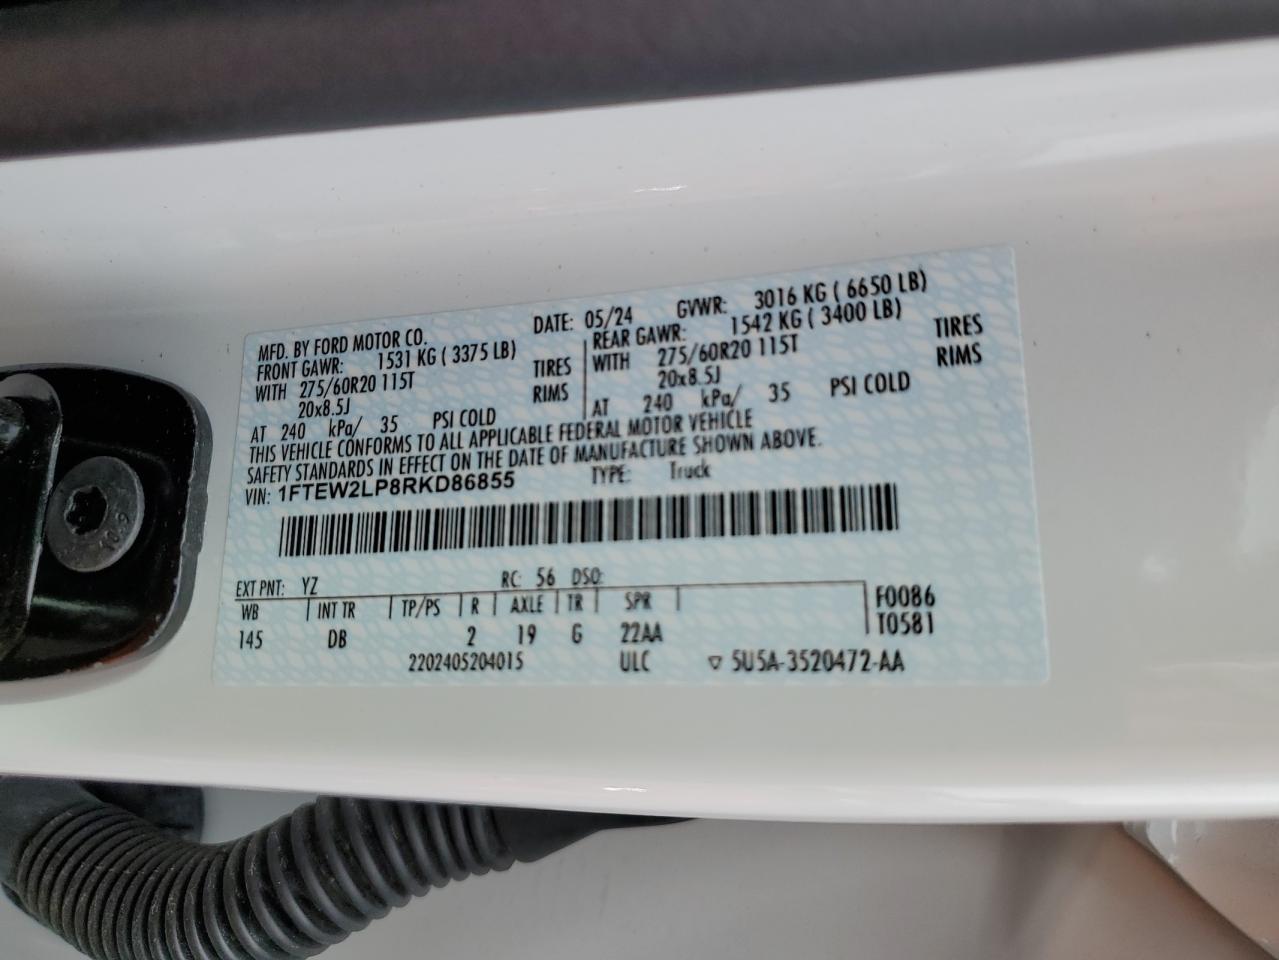 MFD. BY FORD MOTOR CO.
DATE: 05/24 GVWR: 3016 KG ( 6650 LB)
FRONT GAWR: 1531 KG ( 3375 LB)
WITH 275/60R20 115T TIRES
20x8.5J RIMS
AT 240 kPa/ 35 PSI COLD
REAR GAWR: 1542 KG ( 3400 LB)
WITH 275/60R20 115T TIRES
20x8.5J RIMS
AT 240 kPa/ 35 PSI COLD
THIS VEHICLE CONFORMS TO ALL APPLICABLE FEDERAL MOTOR VEHICLE
SAFETY STANDARDS IN EFFECT ON THE DATE OF MANUFACTURE SHOWN ABOVE.
VIN: 1FTEW2LP8RKD86855 TYPE: Truck
EXT PNT: YZ RC: 56 DSO:
WB INT TR TP/PS R AXLE TR SPR F0086
145 DB 2 19 G 22AA T0581
2202405204015 ULC ▽ 5U5A-3520472-AA
10.9